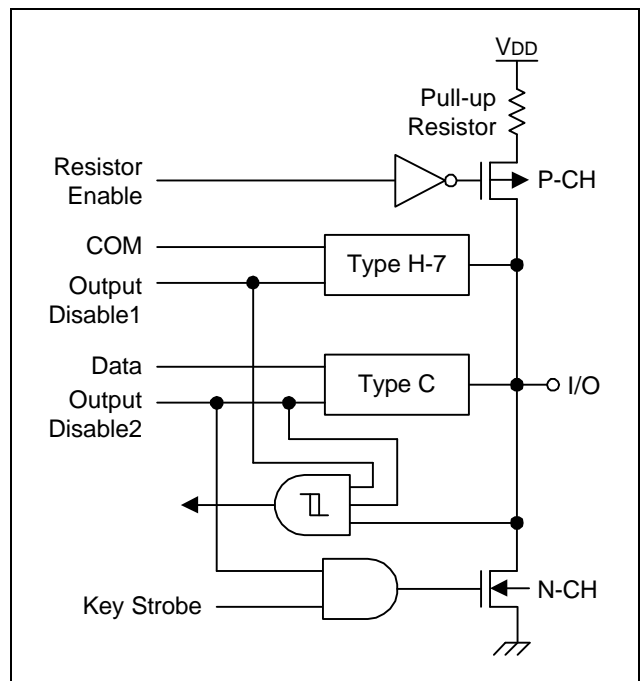 VDD
Pull-up
Resistor
Resistor
Enable
P-CH
COM
Type H-7
Output
Disable1
Data
Type C
I/O
Output
Disable2
Key Strobe
N-CH